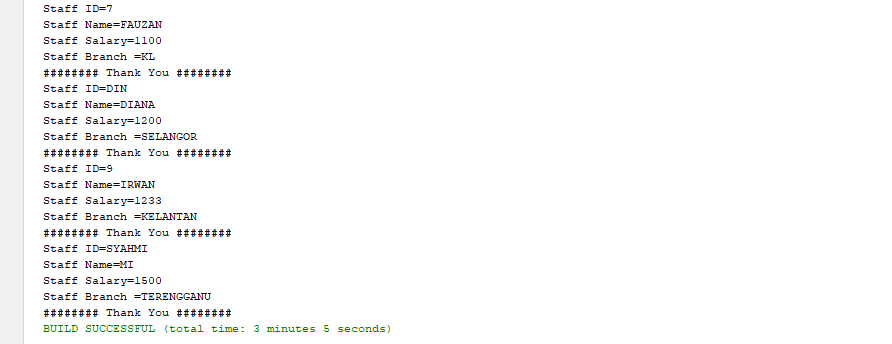 Staff ID=7
Staff Name=FAUZAN
Staff Salary=1100
Staff Branch =KL
######## Thank You ########
Staff ID=DIN
Staff Name=DIANA
Staff Salary=1200
Staff Branch =SELANGOR
######## Thank You ########
Staff ID=9
Staff Name=IRWAN
Staff Salary=1233
Staff Branch =KELANTAN
######## Thank You ########
Staff ID=SYAHMI
Staff Name=MI
Staff Salary=1500
Staff Branch =TERENGGANU
######## Thank You ########
BUILD SUCCESSFUL (total time: 3 minutes 5 seconds)